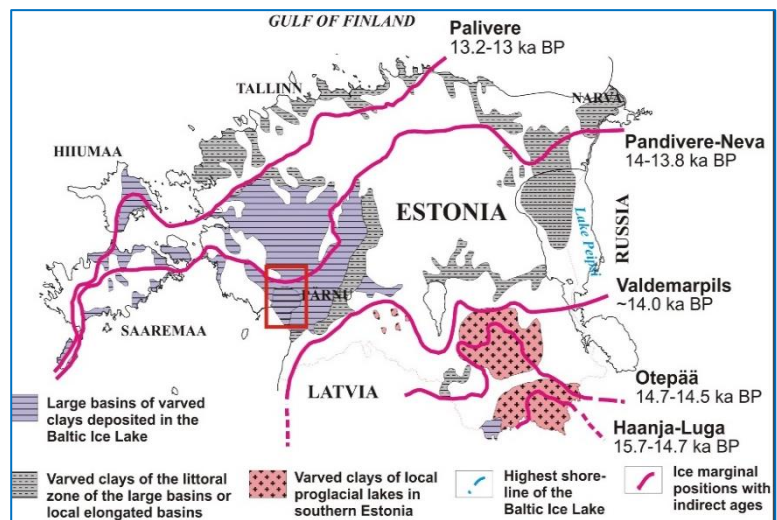 GULF OF FINLAND
Palivere
13.2-13 ka BP
TALLINN
NARVA
Pandivere-Neva
14-13.8 ka BP
HIIUMAA
ESTONIA
Lake Peipsi
RUSSIA
Valdemarpils
~14.0 ka BP
PÄRNU
SAAREMAA
LATVIA
Otepää
14.7-14.5 ka BP
Haanja-Luga
15.7-14.7 ka BP
Large basins of varved
clays deposited in the
Baltic Ice Lake
Varved clays of the littoral
zone of the large basins or
local elongated basins
Varved clays of local
proglacial lakes in
southern Estonia
Highest shore-
line of the
Baltic Ice Lake
Ice marginal
positions with
indirect ages